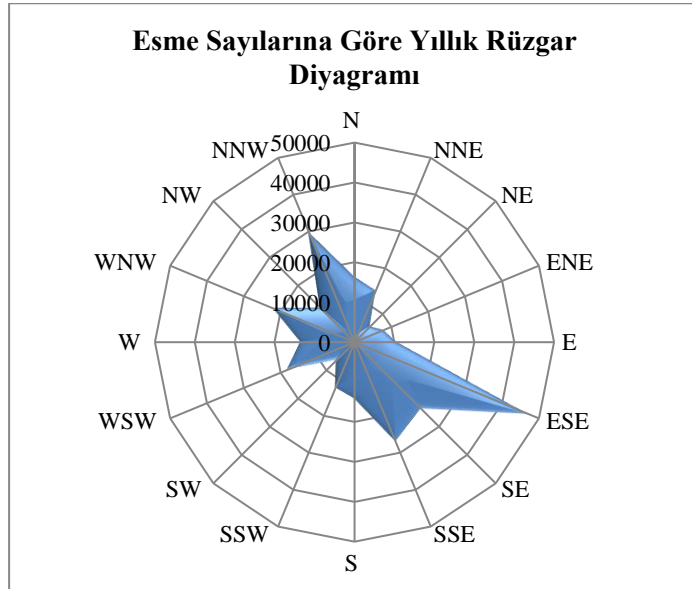 Esme Sayılarına Göre Yıllık Rüzgar
Diyagramı
N
NNE
NE
ENE
E
ESE
SE
SSE
S
SSW
SW
WSW
W
WNW
NW
NNW
50000
40000
30000
20000
10000
0